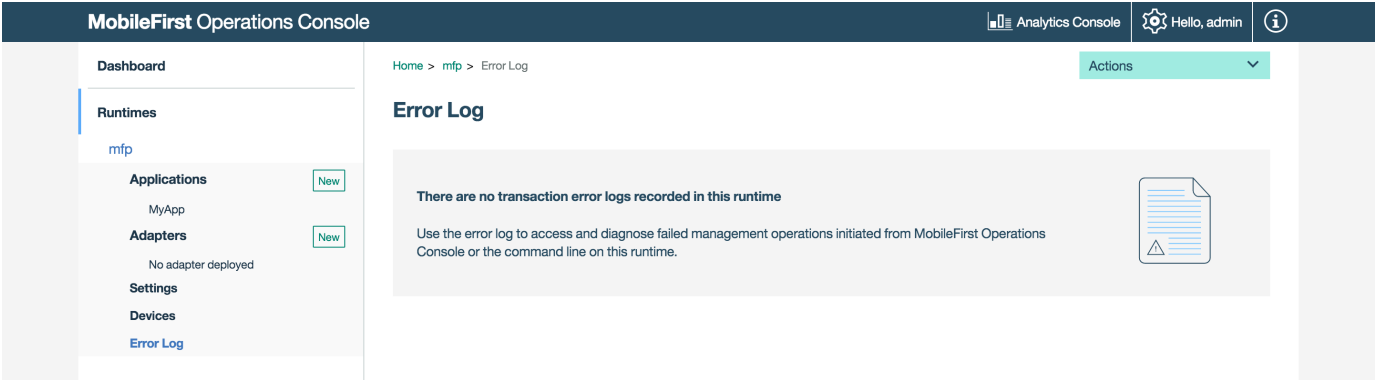 MobileFirst Operations Console
Analytics Console
Hello, admin
Dashboard
Runtimes
mfp
Applications
New
MyApp
Adapters
New
No adapter deployed
Settings
Devices
Error Log
Home > mfp > Error Log
Actions
Error Log
There are no transaction error logs recorded in this runtime
Use the error log to access and diagnose failed management operations initiated from MobileFirst Operations
Console or the command line on this runtime.